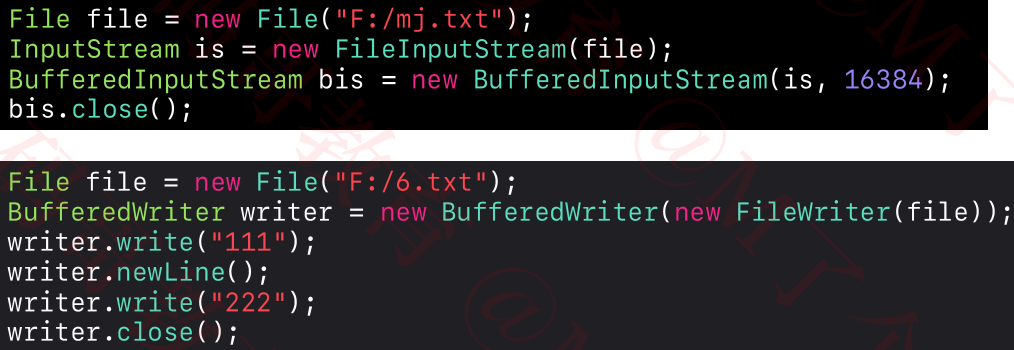 File file = new File("F:/mj.txt");
InputStream is = new FileInputStream(file);
BufferedInputStream bis = new BufferedInputStream(is, 16384);
bis.close();
File file = new File("F:/6.txt");
BufferedWriter writer = new BufferedWriter(new FileWriter(file));
writer.write("111");
writer.newLine();
writer.write("222");
writer.close();